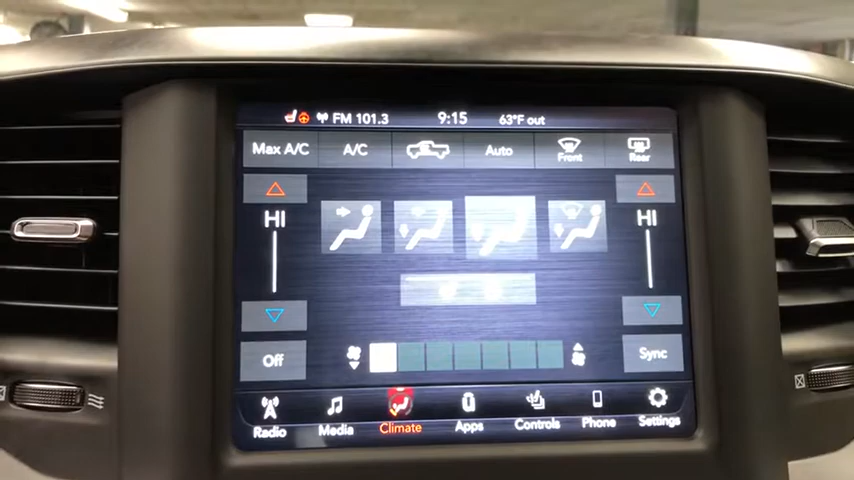 FM 101.3 9:15 63°F out
Max A/C A/C Auto Front Rear
HI HI
Off Sync
Radio Media Climate Apps Controls Phone Settings